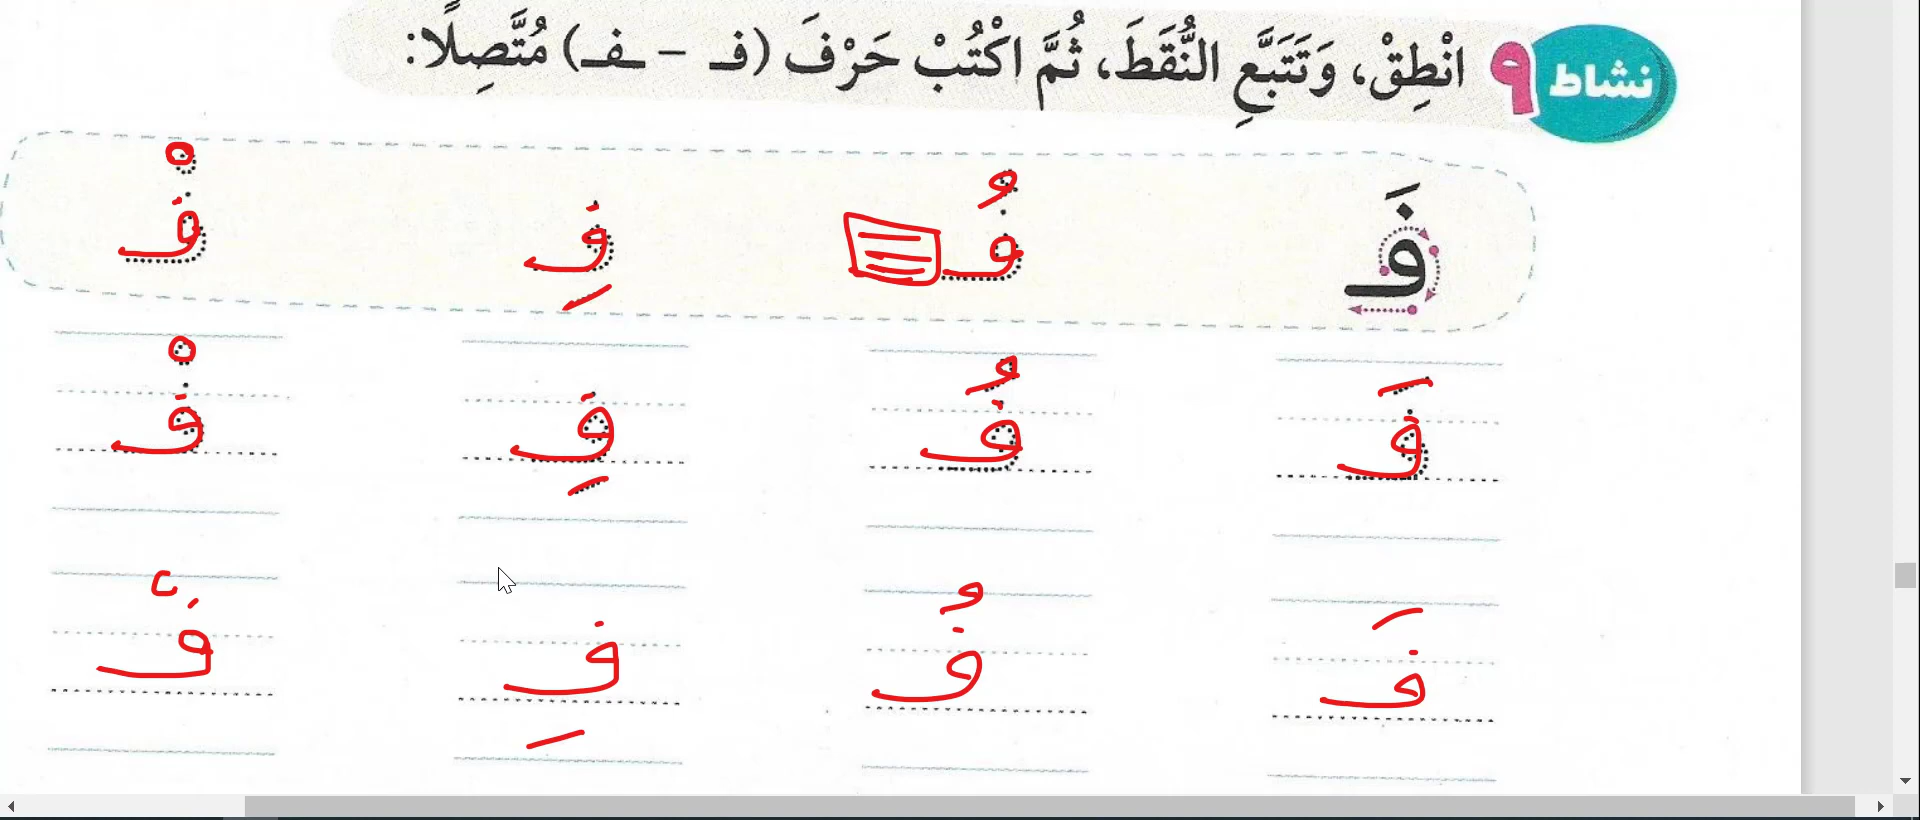 نشاط ٩ انْطِقْ، وَتَتَبَّعِ النُّقَطَ، ثُمَّ اكْتُبْ حَرْفَ (فـ - ـفـ) مُتَّصِلًا:
فَـ فُـ فِـ فْـ
فَـ فُـ فِـ فْـ
فَـ فُـ فِـ فْـ